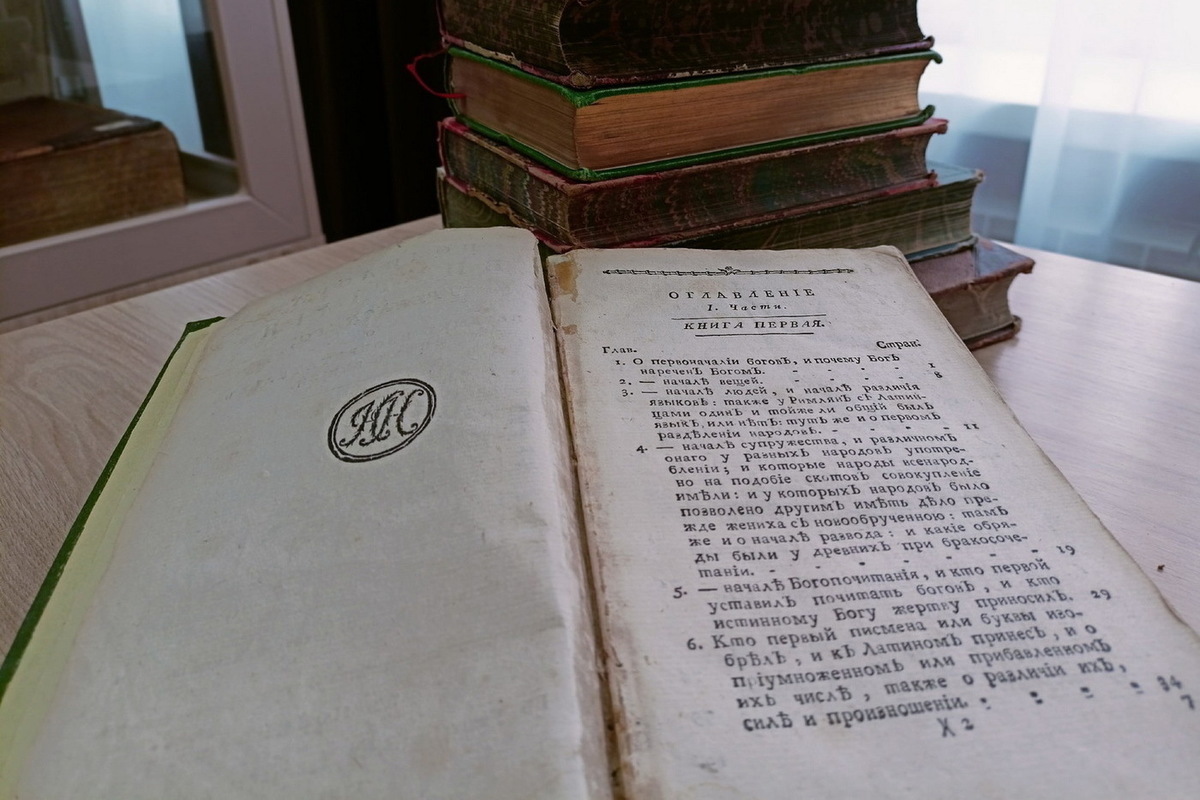 ОГЛАВЛЕНІЕ
I. Части.
КНИГА ПЕРВАЯ.
Глав. Стран:
1. О первоначаліи боговъ, и почему Богъ
нареченъ Богомъ. - - - - 1
2. — началѣ вещей. - - - - 8
3. — началѣ людей, и началѣ различія
языковъ: также у Римлянъ съ Латин-
цами одинъ и тойже ли общій былъ
языкъ, или нѣтъ: тутъ же и о первомъ
раздѣленіи народовъ. - - - - 11
4. — началѣ супружества, и различномъ
онаго у разныхъ народовъ употре-
бленіи; и которые народы всенарод-
но на подобіе скотовъ совокупленіе
имѣли: и у которыхъ народовъ было
позволено другимъ имѣть дѣло пре-
жде жениха съ новообрученною: тамъ
же и о началѣ развода: и какіе обря-
ды были у древнихъ при бракосоче-
таніи. - - - - - - - 19
5. — началѣ Богопочитанія, и кто первой
уставилъ почитать боговъ, и кто
истинному Богу жертву приносилъ. 29
6. Кто первый писмена или буквы изо-
брѣлъ, и къ Латиномъ принесъ, и о
пріумноженномъ или прибавленномъ
ихъ числѣ, также о различіи ихъ,
силѣ и произношеніи. - - - - 34
X 2 7